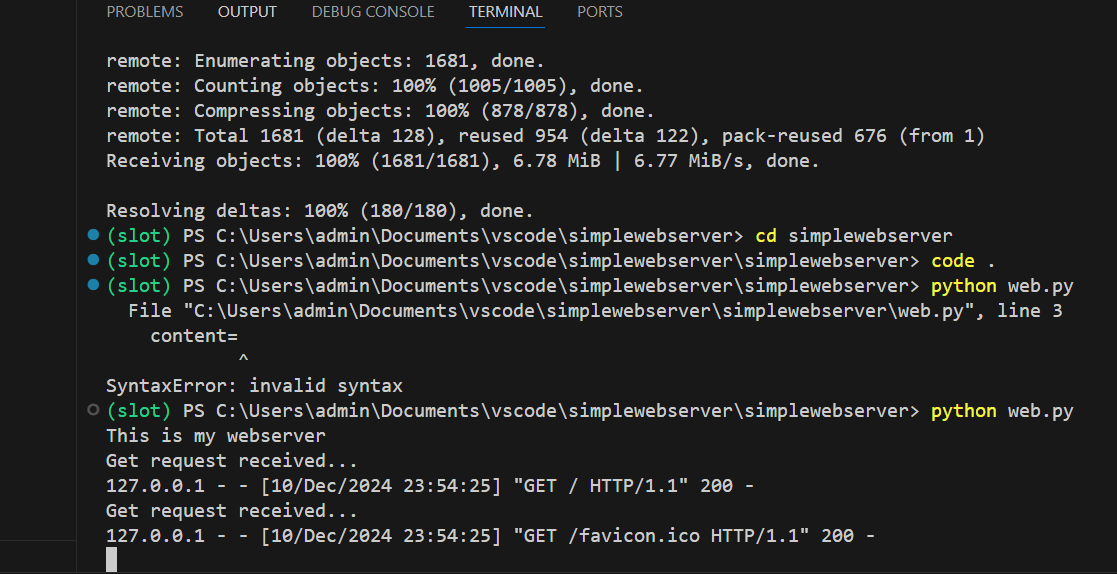 PROBLEMS OUTPUT DEBUG CONSOLE TERMINAL PORTS
remote: Enumerating objects: 1681, done.
remote: Counting objects: 100% (1005/1005), done.
remote: Compressing objects: 100% (878/878), done.
remote: Total 1681 (delta 128), reused 954 (delta 122), pack-reused 676 (from 1)
Receiving objects: 100% (1681/1681), 6.78 MiB | 6.77 MiB/s, done.
Resolving deltas: 100% (180/180), done.
(slot) PS C:\Users\admin\Documents\vscode\simplewebserver> cd simplewebserver
(slot) PS C:\Users\admin\Documents\vscode\simplewebserver\simplewebserver> code .
(slot) PS C:\Users\admin\Documents\vscode\simplewebserver\simplewebserver> python web.py
  File "C:\Users\admin\Documents\vscode\simplewebserver\simplewebserver\web.py", line 3
    content=
            ^
SyntaxError: invalid syntax
(slot) PS C:\Users\admin\Documents\vscode\simplewebserver\simplewebserver> python web.py
This is my webserver
Get request received...
127.0.0.1 - - [10/Dec/2024 23:54:25] "GET / HTTP/1.1" 200 -
Get request received...
127.0.0.1 - - [10/Dec/2024 23:54:25] "GET /favicon.ico HTTP/1.1" 200 -